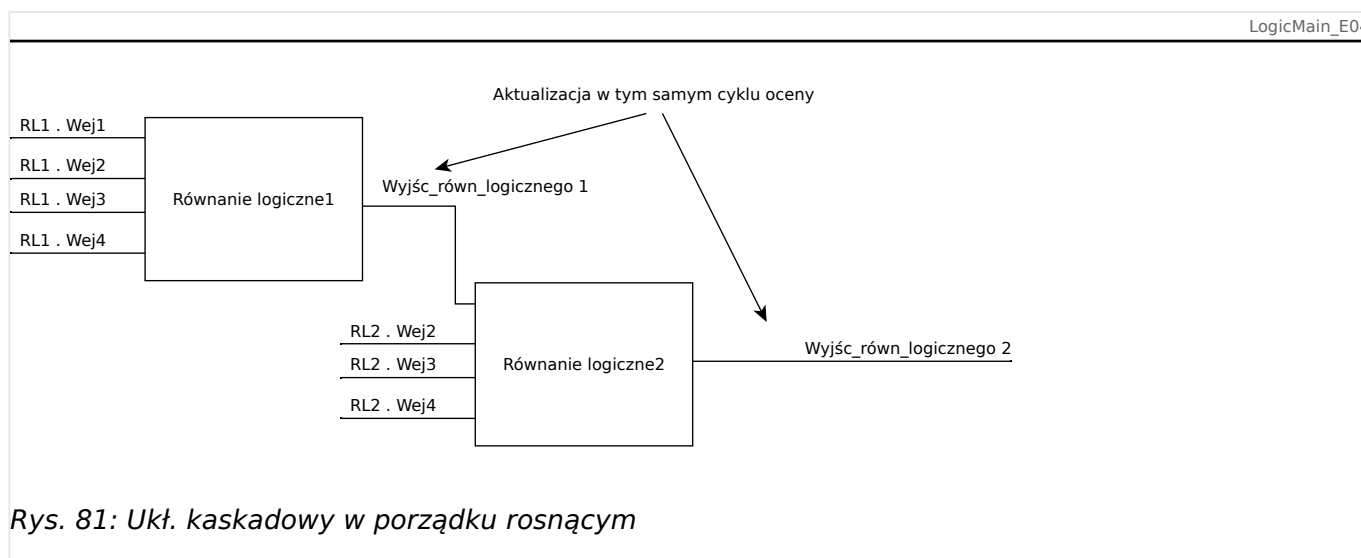 LogicMain_E04
Aktualizacja w tym samym cyklu oceny
RL1 . Wej1
RL1 . Wej2
RL1 . Wej3
RL1 . Wej4
Równanie logiczne1
Wyjśc_równ_logicznego 1
RL2 . Wej2
RL2 . Wej3
RL2 . Wej4
Równanie logiczne2
Wyjśc_równ_logicznego 2
Rys. 81: Ukł. kaskadowy w porządku rosnącym